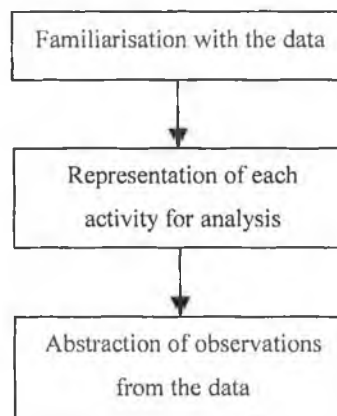 Familiarisation with the data
Representation of each
activity for analysis
Abstraction of observations
from the data